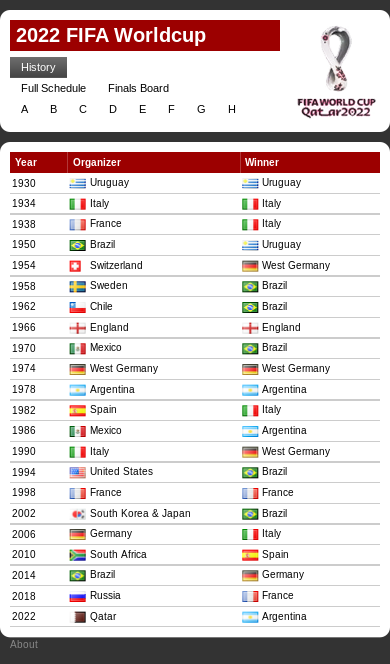 2022 FIFA Worldcup
History
Full Schedule Finals Board
A B C D E F G H
FIFA WORLD CUP
Qatar2022
Year Organizer Winner
1930 Uruguay Uruguay
1934 Italy Italy
1938 France Italy
1950 Brazil Uruguay
1954 Switzerland West Germany
1958 Sweden Brazil
1962 Chile Brazil
1966 England England
1970 Mexico Brazil
1974 West Germany West Germany
1978 Argentina Argentina
1982 Spain Italy
1986 Mexico Argentina
1990 Italy West Germany
1994 United States Brazil
1998 France France
2002 South Korea & Japan Brazil
2006 Germany Italy
2010 South Africa Spain
2014 Brazil Germany
2018 Russia France
2022 Qatar Argentina
About